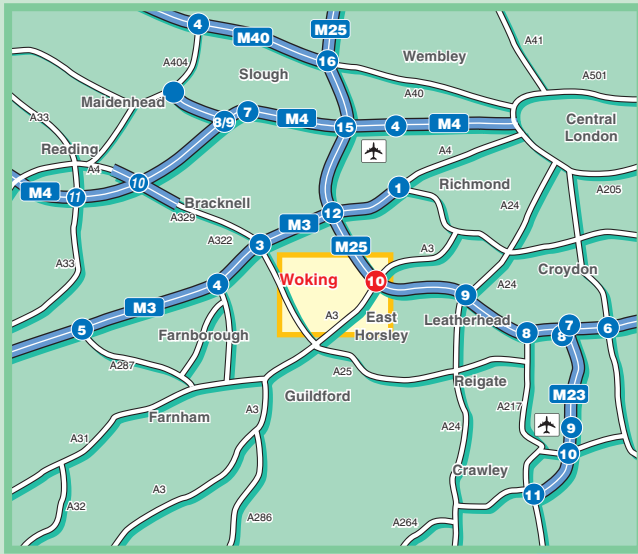 4
M40
M25
A41
A404
16
Wembley
Slough
A501
A40
Maidenhead
8/9
7
M4
15
4
M4
Central
London
A33
Reading
A4
A4
M4
11
10
Bracknell
A329
1
Richmond
A205
A24
12
M3
A322
3
M25
A3
A33
Woking
10
Croydon
4
M3
9
A24
A3
East
Horsley
Leatherhead
5
Farnborough
8
7
8
6
A287
A25
Reigate
Guildford
M23
A217
Farnham
A3
A24
9
A31
10
Crawley
A3
11
A32
A286
A264